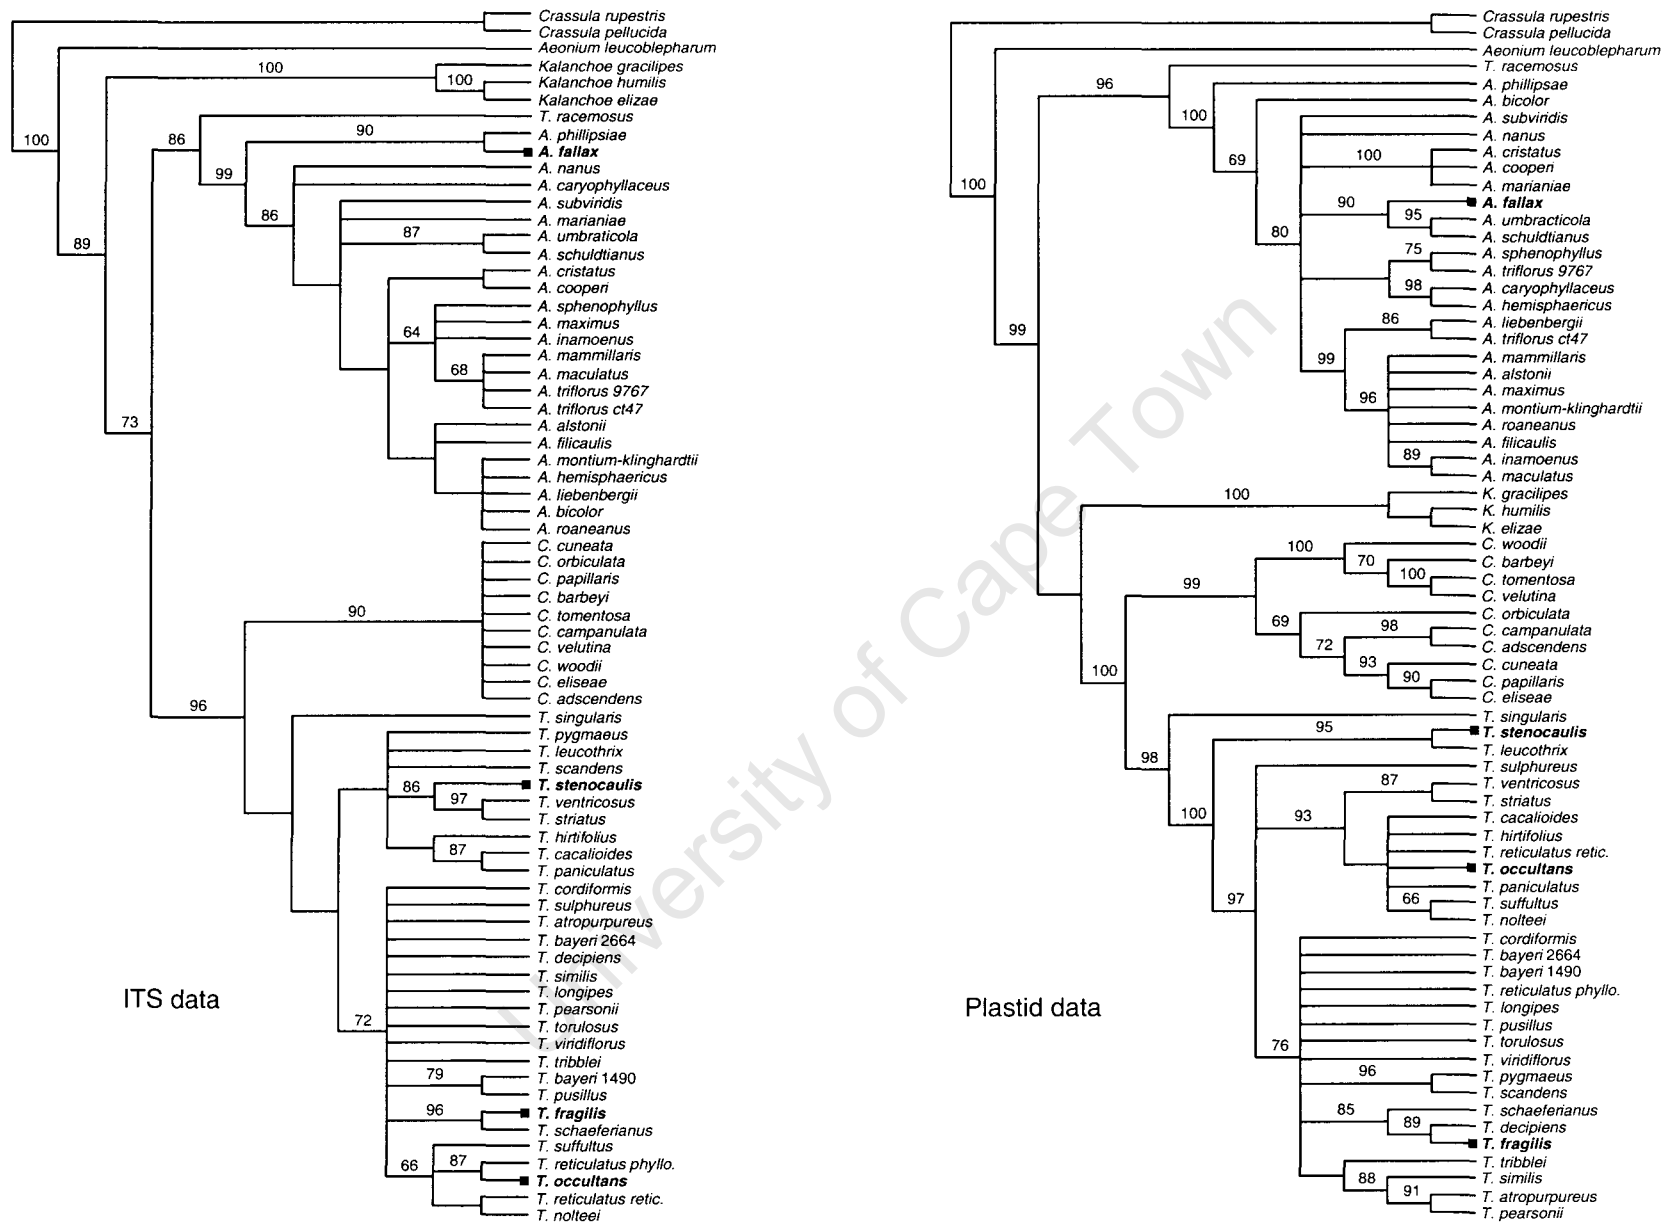 Crassula rupestris
Crassula pellucida
Aeonium leucoblepharum
100
Kalanchoe gracilipes
100
Kalanchoe humilis
Kalanchoe elizae
T. racemosus
90
A. phillipsiae
100
86
A. fallax
A. nanus
99
A. caryophyllaceus
A. subviridis
86
A. marianiae
87
A. umbraticola
89
A. schuldtianus
A. cristatus
A. cooperi
A. sphenophyllus
A. maximus
64
A. inamoenus
A. mammillaris
68
A. maculatus
A. triflorus 9767
A. triflorus ct47
73
A. alstonii
A. filicaulis
A. montium-klinghardtii
A. hemisphaericus
A. liebenbergii
A. bicolor
A. roaneanus
C. cuneata
C. orbiculata
C. papillaris
C. barbeyi
90
C. tomentosa
C. campanulata
C. velutina
C. woodii
C. eliseae
C. adscendens
96
T. singularis
T. pygmaeus
T. leucothrix
T. scandens
86
T. stenocaulis
97
T. ventricosus
T. striatus
T. hirtifolius
87
T. cacalioides
T. paniculatus
T. cordiformis
T. sulphureus
T. atropurpureus
T. bayeri 2664
T. decipiens
T. similis
T. longipes
ITS data
T. pearsonii
72
T. torulosus
T. viridiflorus
T. tribblei
79
T. bayeri 1490
T. pusillus
96
T. fragilis
T. schaeferianus
T. suffultus
66
87
T. reticulatus phyllo.
T. occultans
T. reticulatus retic.
T. nolteei
Crassula rupestris
Crassula pellucida
Aeonium leucoblepharum
T. racemosus
96
A. phillipsae
A. bicolor
100
A. subviridis
A. nanus
100
A. cristatus
69
A. cooperi
100
A. marianiae
90
A. fallax
95
A. umbracticola
80
A. schuldtianus
75
A. sphenophyllus
A. triflorus 9767
98
A. caryophyllaceus
A. hemisphaericus
86
A. liebenbergii
99
A. triflorus ct47
99
A. mammillaris
A. alstonii
A. maximus
96
A. montium-klinghardtii
A. roaneanus
A. filicaulis
89
A. inamoenus
A. maculatus
100
K. gracilipes
K. humilis
K. elizae
100
C. woodii
70
C. barbeyi
100
C. tomentosa
99
C. velutina
C. orbiculata
69
98
C. campanulata
72
C. adscendens
93
C. cuneata
100
90
C. papillaris
C. eliseae
T. singularis
95
T. stenocaulis
98
T. leucothrix
T. sulphureus
87
T. ventricosus
T. striatus
100
93
T. cacalioides
T. hirtifolius
T. reticulatus retic.
T. occultans
T. paniculatus
97
66
T. suffultus
T. nolteei
T. cordiformis
T. bayeri 2664
T. bayeri 1490
T. reticulatus phyllo.
Plastid data
T. longipes
T. pusillus
76
T. torulosus
T. viridiflorus
96
T. pygmaeus
T. scandens
85
T. schaeferianus
89
T. decipiens
T. fragilis
T. tribblei
88
T. similis
91
T. atropurpureus
T. pearsonii
University of Cape Town